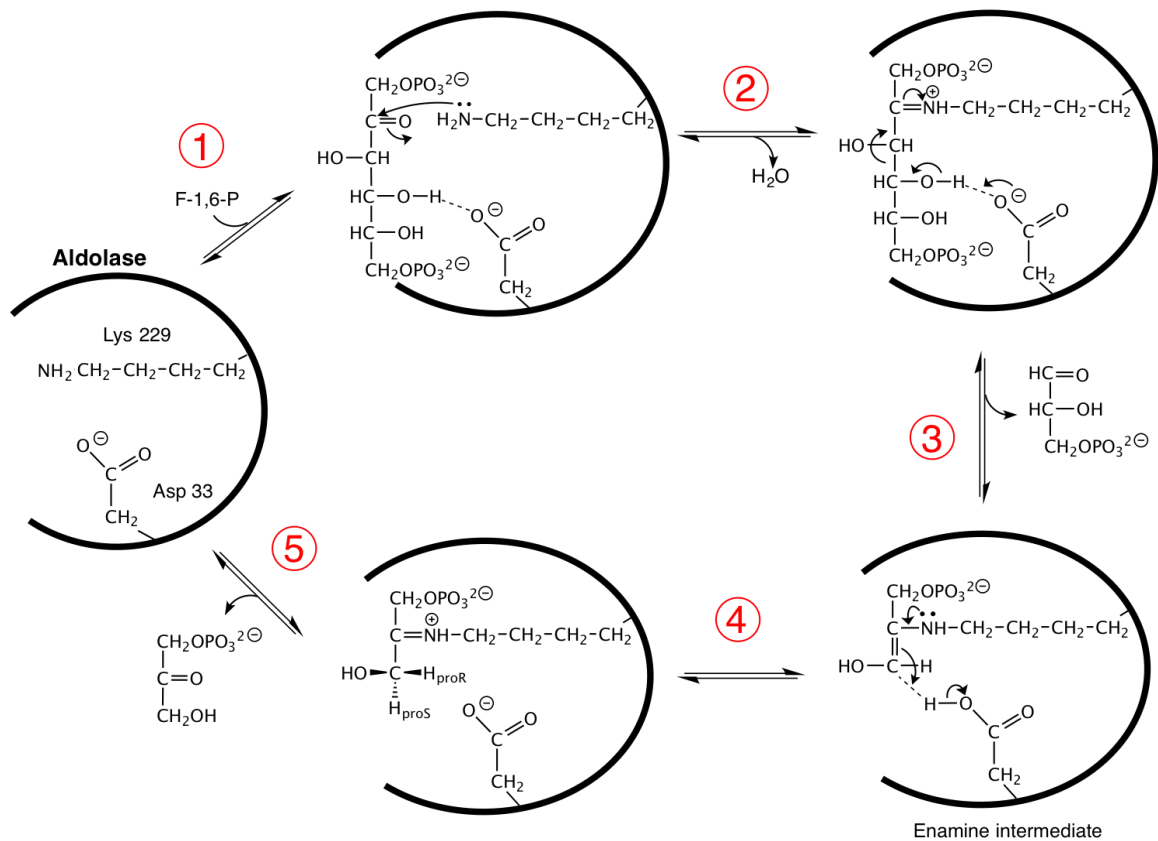 ①
F-1,6-P
Aldolase
Lys 229
NH2CH2–CH2–CH2–CH2
O⊖
C
O
CH2
Asp 33
CH2OPO3 2⊖
C=O
HO–CH
HC–O–H
HC–OH
CH2OPO3 2⊖
H2N–CH2–CH2–CH2–CH2
O⊖
C
O
CH2
②
H2O
CH2OPO3 2⊖
⊕
C=NH–CH2–CH2–CH2–CH2
HO–CH
HC–O–H
HC–OH
CH2OPO3 2⊖
O⊖
C
O
CH2
③
HC=O
HC–OH
CH2OPO3 2⊖
CH2OPO3 2⊖
C–NH–CH2–CH2–CH2–CH2
HO–C–H
H–O
C
O
CH2
Enamine intermediate
④
CH2OPO3 2⊖
⊕
C=NH–CH2–CH2–CH2–CH2
HO–C–HproR
HproS
O⊖
C
O
CH2
⑤
CH2OPO3 2⊖
C=O
CH2OH